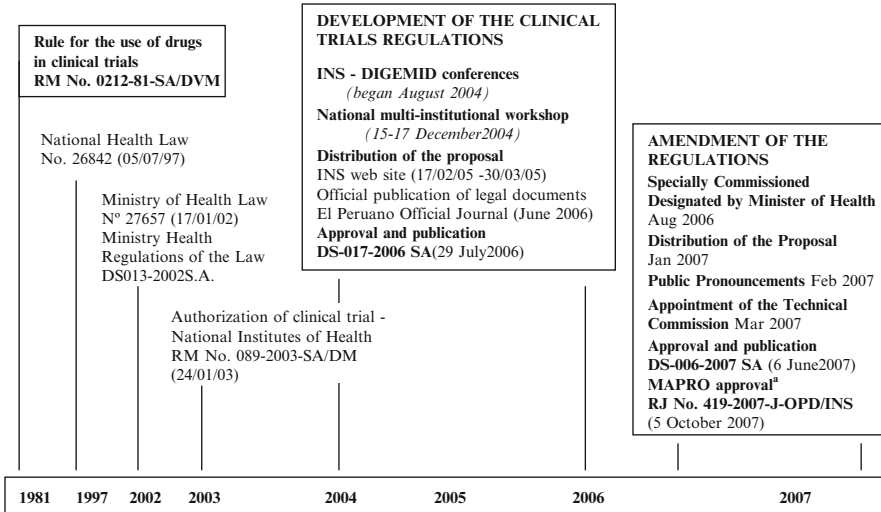 Rule for the use of drugs
in clinical trials
RM No. 0212-81-SA/DVM
National Health Law
No. 26842 (05/07/97)
Ministry of Health Law
Nº 27657 (17/01/02)
Ministry Health
Regulations of the Law
DS013-2002S.A.
Authorization of clinical trial -
National Institutes of Health
RM No. 089-2003-SA/DM
(24/01/03)
DEVELOPMENT OF THE CLINICAL
TRIALS REGULATIONS
INS - DIGEMID conferences
(began August 2004)
National multi-institutional workshop
(15-17 December2004)
Distribution of the proposal
INS web site (17/02/05 -30/03/05)
Official publication of legal documents
El Peruano Official Journal (June 2006)
Approval and publication
DS-017-2006 SA(29 July2006)
AMENDMENT OF THE
REGULATIONS
Specially Commissioned
Designated by Minister of Health
Aug 2006
Distribution of the Proposal
Jan 2007
Public Pronouncements Feb 2007
Appointment of the Technical
Commission Mar 2007
Approval and publication
DS-006-2007 SA (6 June2007)
MAPRO approvalª
RJ No. 419-2007-J-OPD/INS
(5 October 2007)
1981 1997 2002 2003 2004 2005 2006 2007